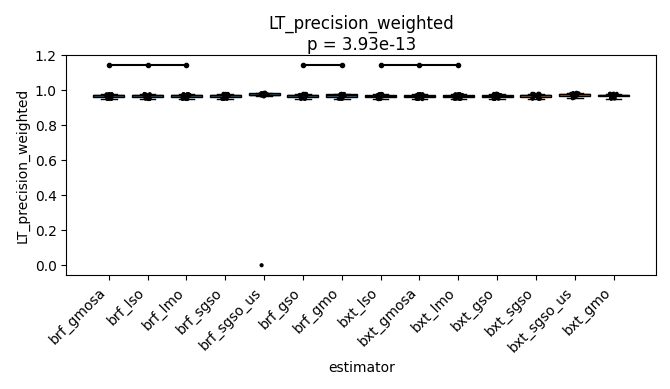 LT_precision_weighted
p = 3.93e-13
LT_precision_weighted
1.2
1.0
0.8
0.6
0.4
0.2
0.0
brf_gmosa
brf_lso
brf_lmo
brf_sgso
brf_sgso_us
brf_gso
brf_gmo
bxt_lso
bxt_gmosa
bxt_lmo
bxt_gso
bxt_sgso
bxt_sgso_us
bxt_gmo
estimator